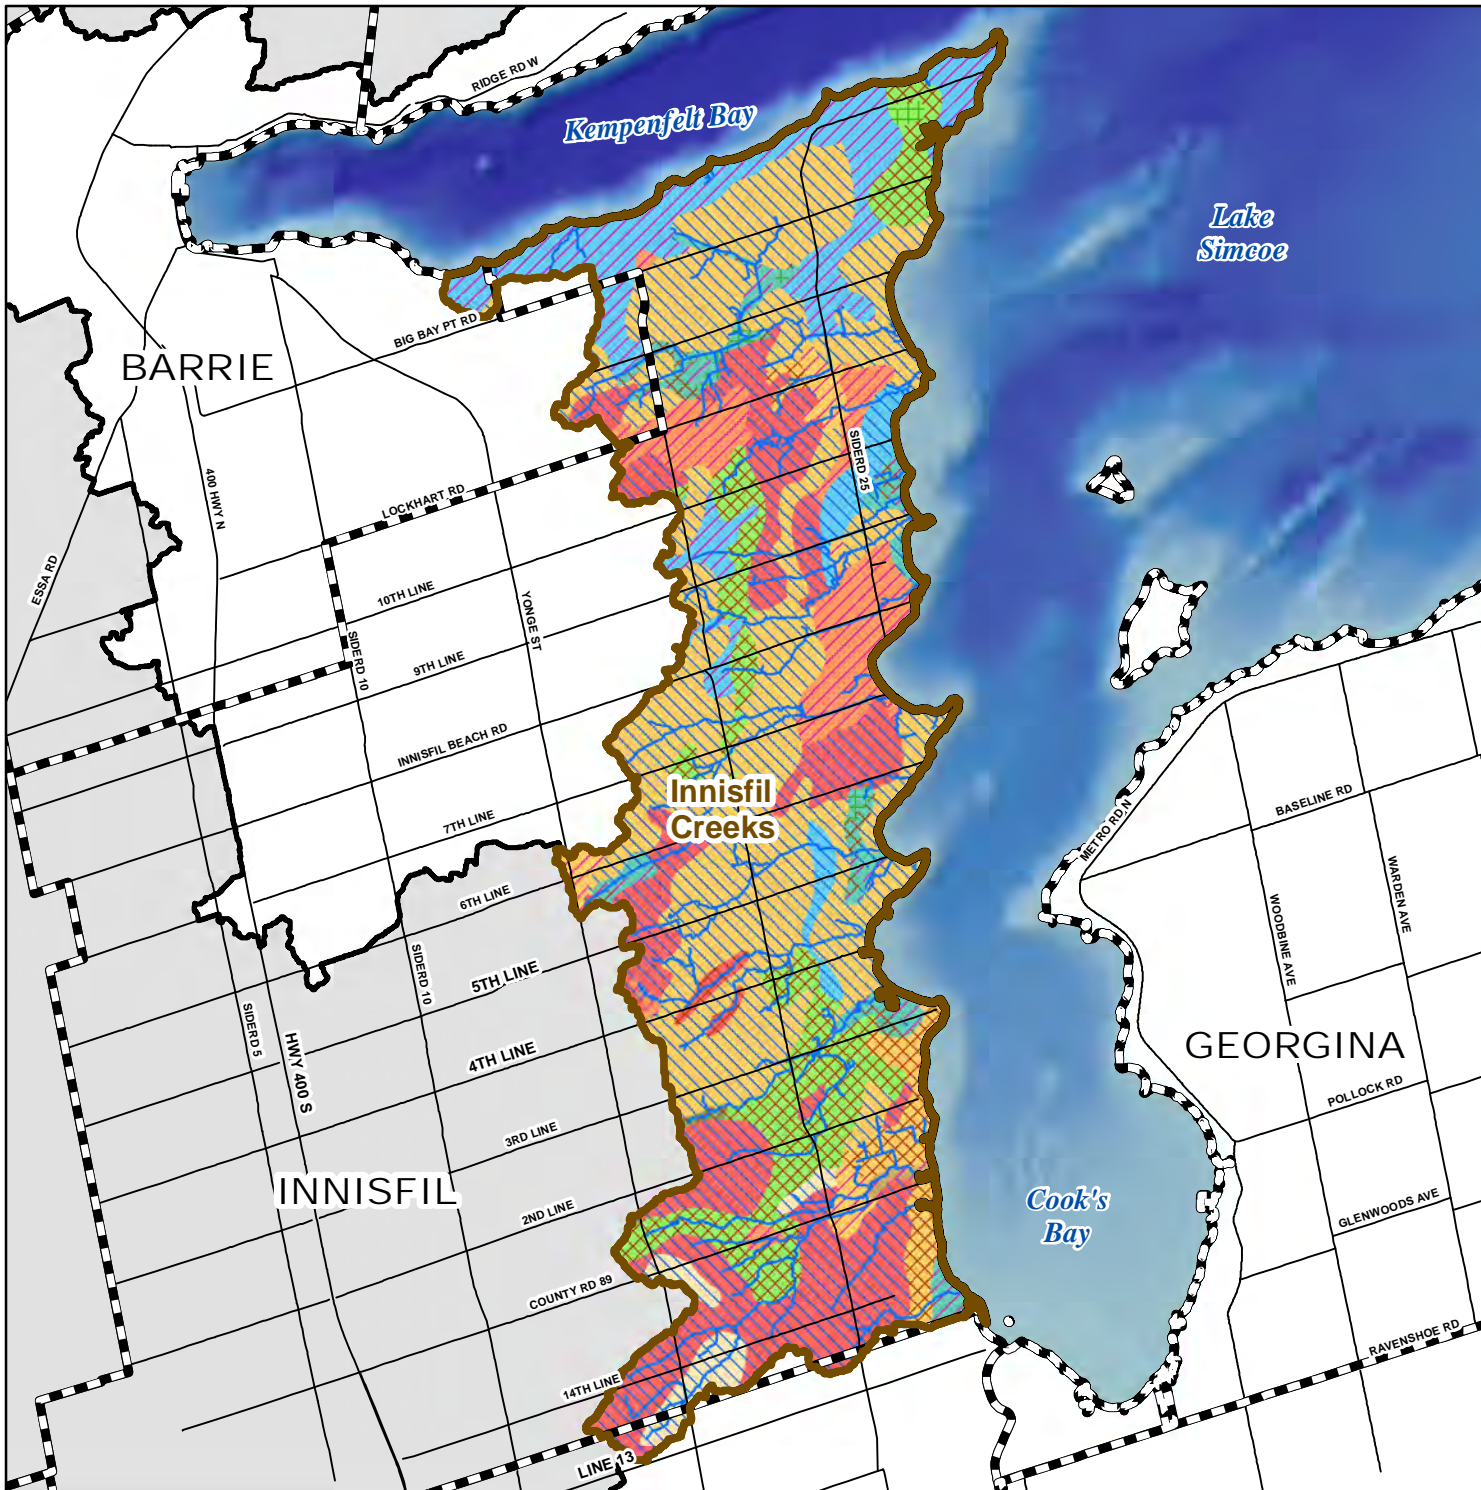 RIDGE RD W
Kempenfelt Bay
Lake
Simcoe
BIG BAY PT RD
BARRIE
400 HWY N
LOCKHART RD
SIDERD 25
ESSA RD
10TH LINE
YONGE ST
SIDERD 10
9TH LINE
INNISFIL BEACH RD
7TH LINE
Innisfil
Creeks
BASELINE RD
METRO RD N
WARDEN AVE
WOODBINE AVE
6TH LINE
SIDERD 10
5TH LINE
SIDERD 5
HWY 400 S
4TH LINE
GEORGINA
POLLOCK RD
3RD LINE
INNISFIL
2ND LINE
Cook's
Bay
GLENWOODS AVE
COUNTY RD 89
RAVENSHOE RD
14TH LINE
LINE 13